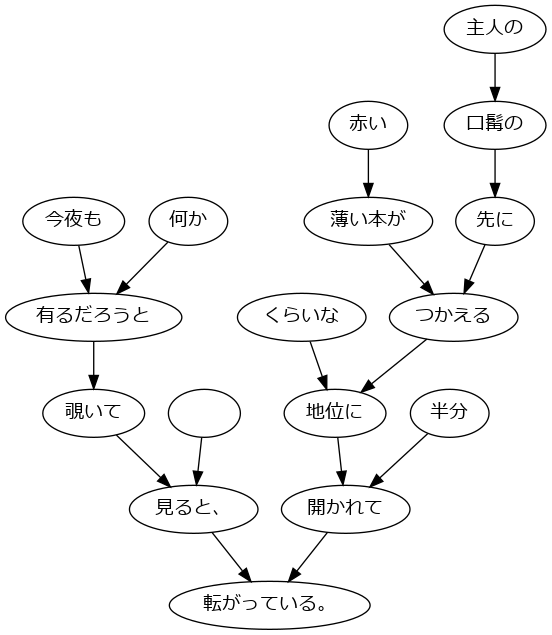 主人の
赤い
口髯の
今夜も
何か
薄い本が
先に
有るだろうと
くらいな
つかえる
覗いて
地位に
半分
見ると、
開かれて
転がっている。